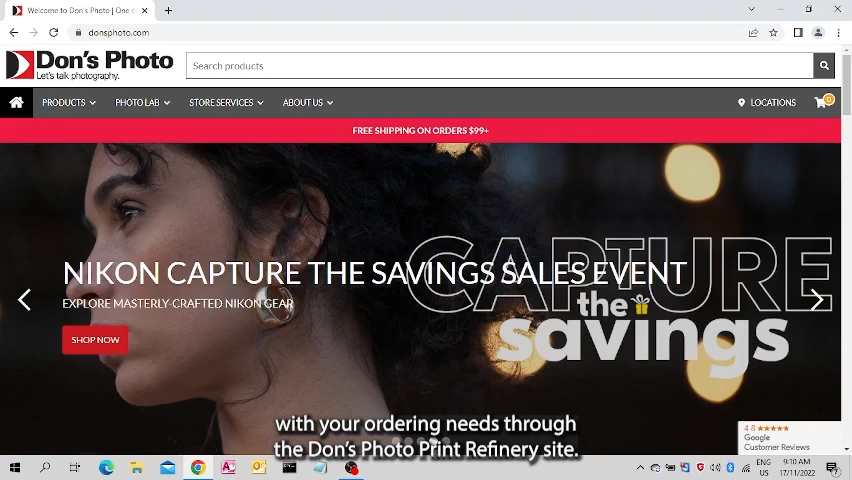 Welcome to Don's Photo | One c
donsphoto.com
Don's Photo
Let's talk photography.
Search products
PRODUCTS
PHOTO LAB
STORE SERVICES
ABOUT US
LOCATIONS
0
FREE SHIPPING ON ORDERS $99+
CAPTURE
the
savings
NIKON CAPTURE THE SAVINGS SALES EVENT
EXPLORE MASTERLY-CRAFTED NIKON GEAR
SHOP NOW
with your ordering needs through
the Don's Photo Print Refinery site.
4.8
Google
Customer Reviews
ENG
US
9:10 AM
17/11/2022